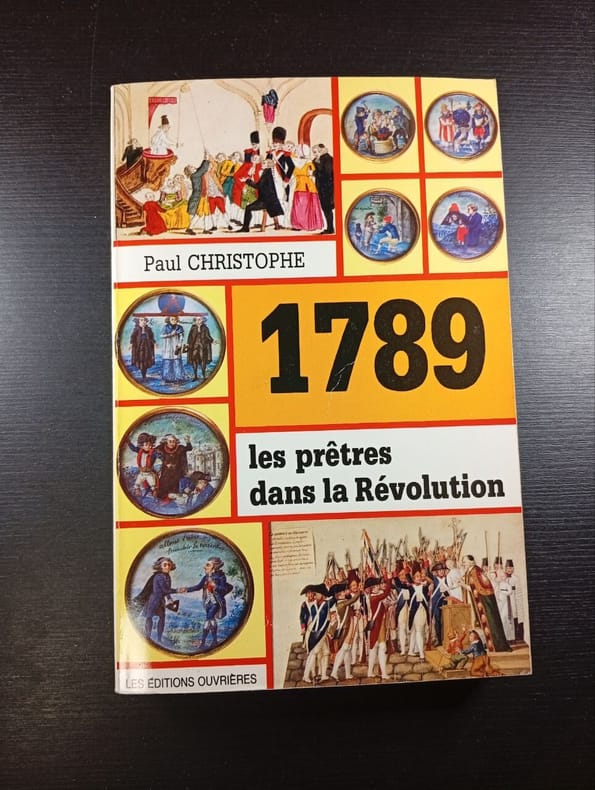 Paul CHRISTOPHE
1789
les prêtres
dans la Révolution
LES ÉDITIONS OUVRIÈRES